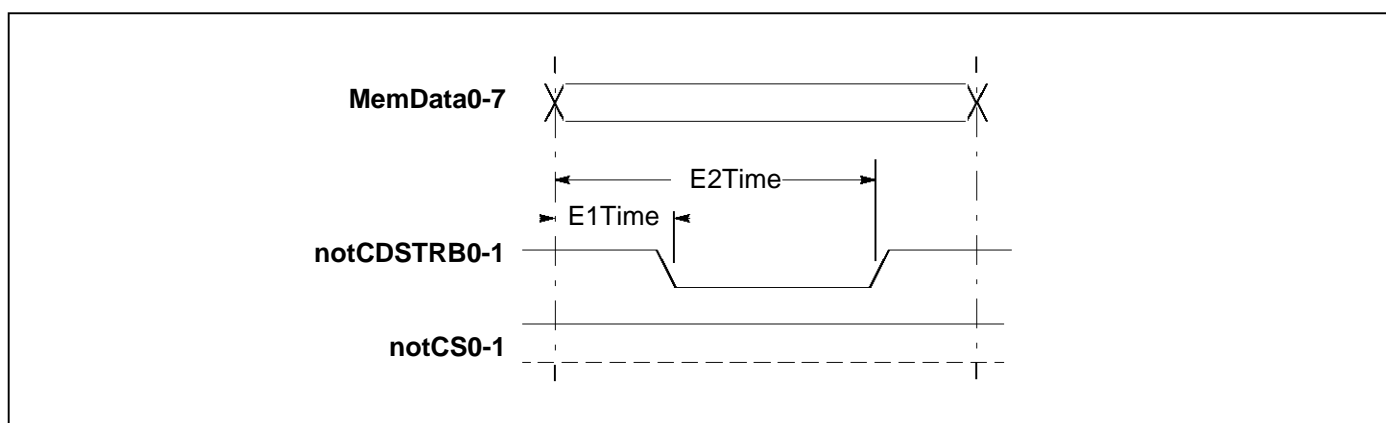 MemData0-7
E2Time
E1Time
notCDSTRB0-1
notCS0-1